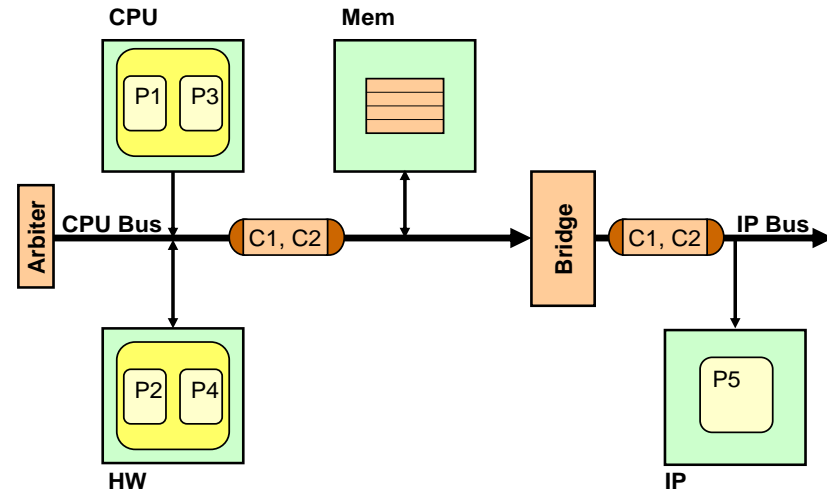 CPU
Mem
P1
P3
Arbiter
CPU Bus
C1, C2
Bridge
C1, C2
IP Bus
P2
P4
P5
HW
IP